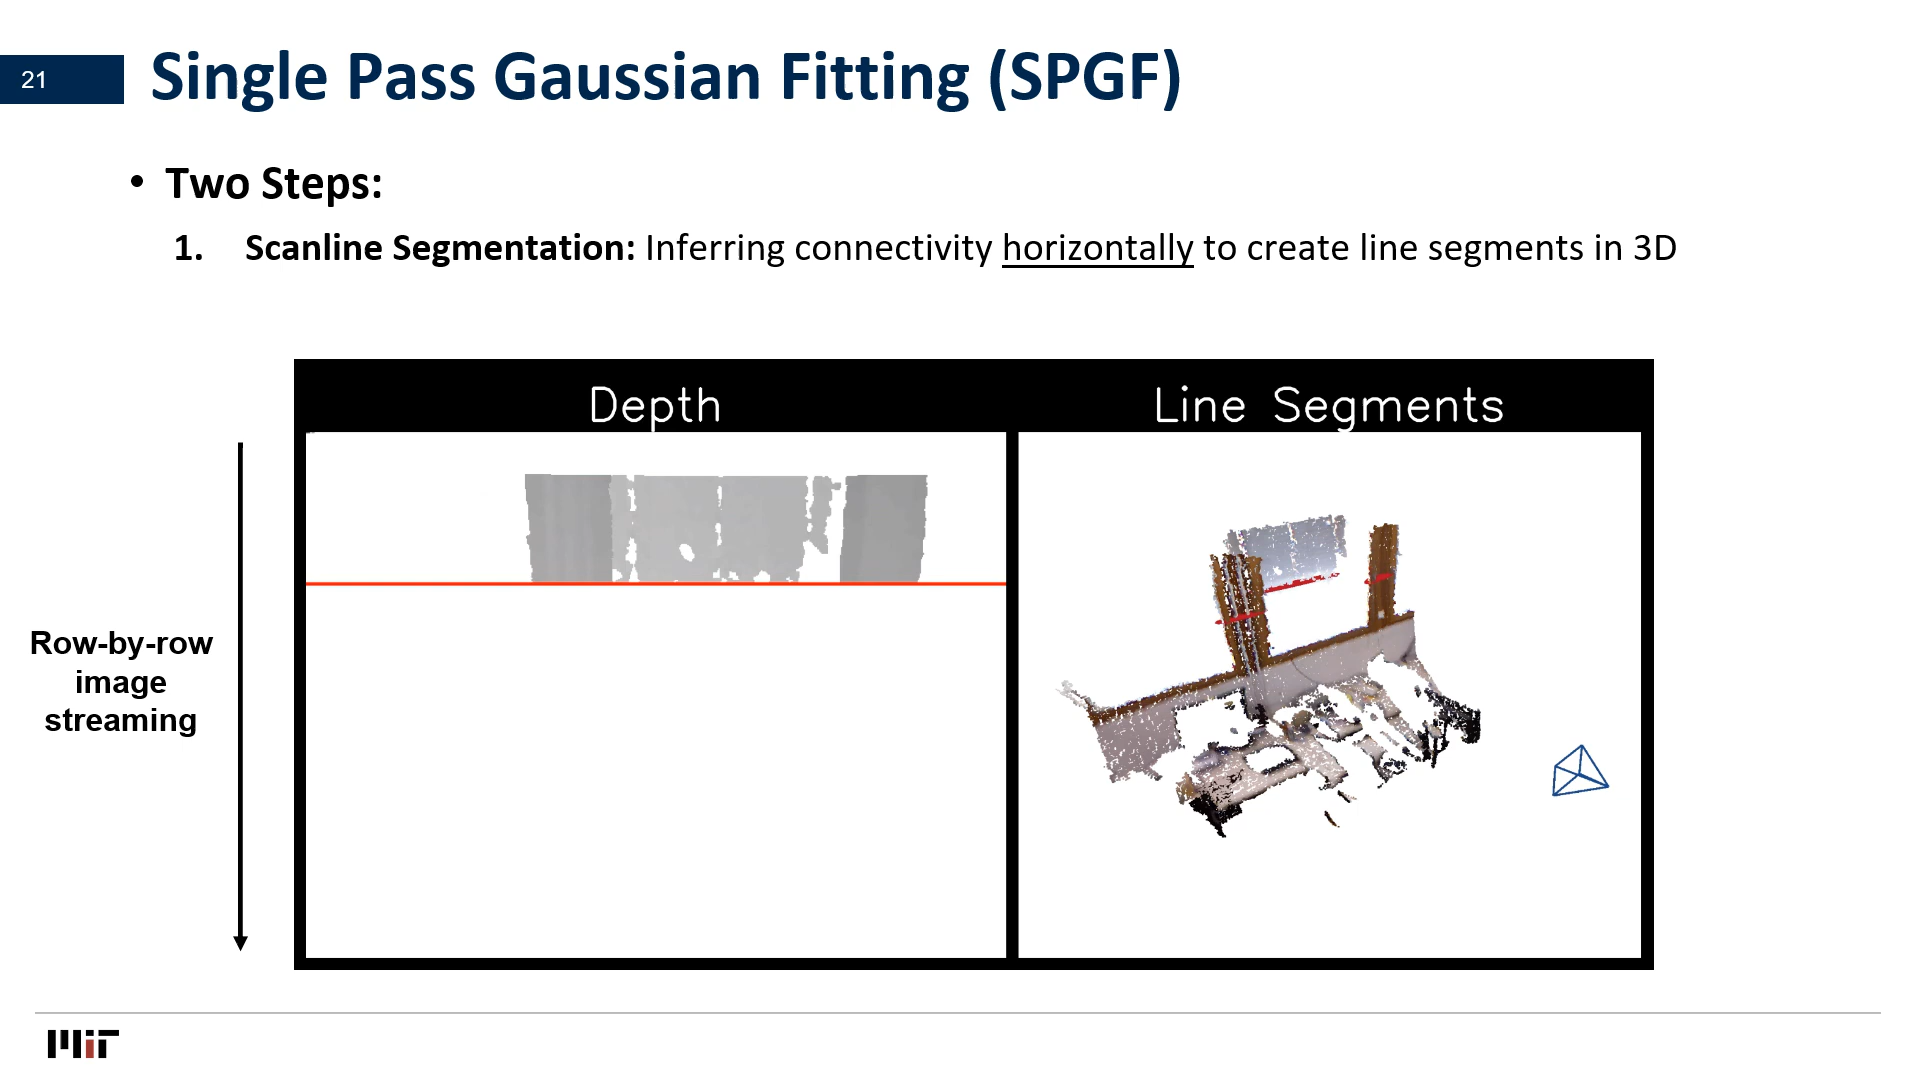 21
Single Pass Gaussian Fitting (SPGF)
• Two Steps:
1. Scanline Segmentation: Inferring connectivity horizontally to create line segments in 3D
Depth
Line Segments
Row-by-row
image
streaming
MIT